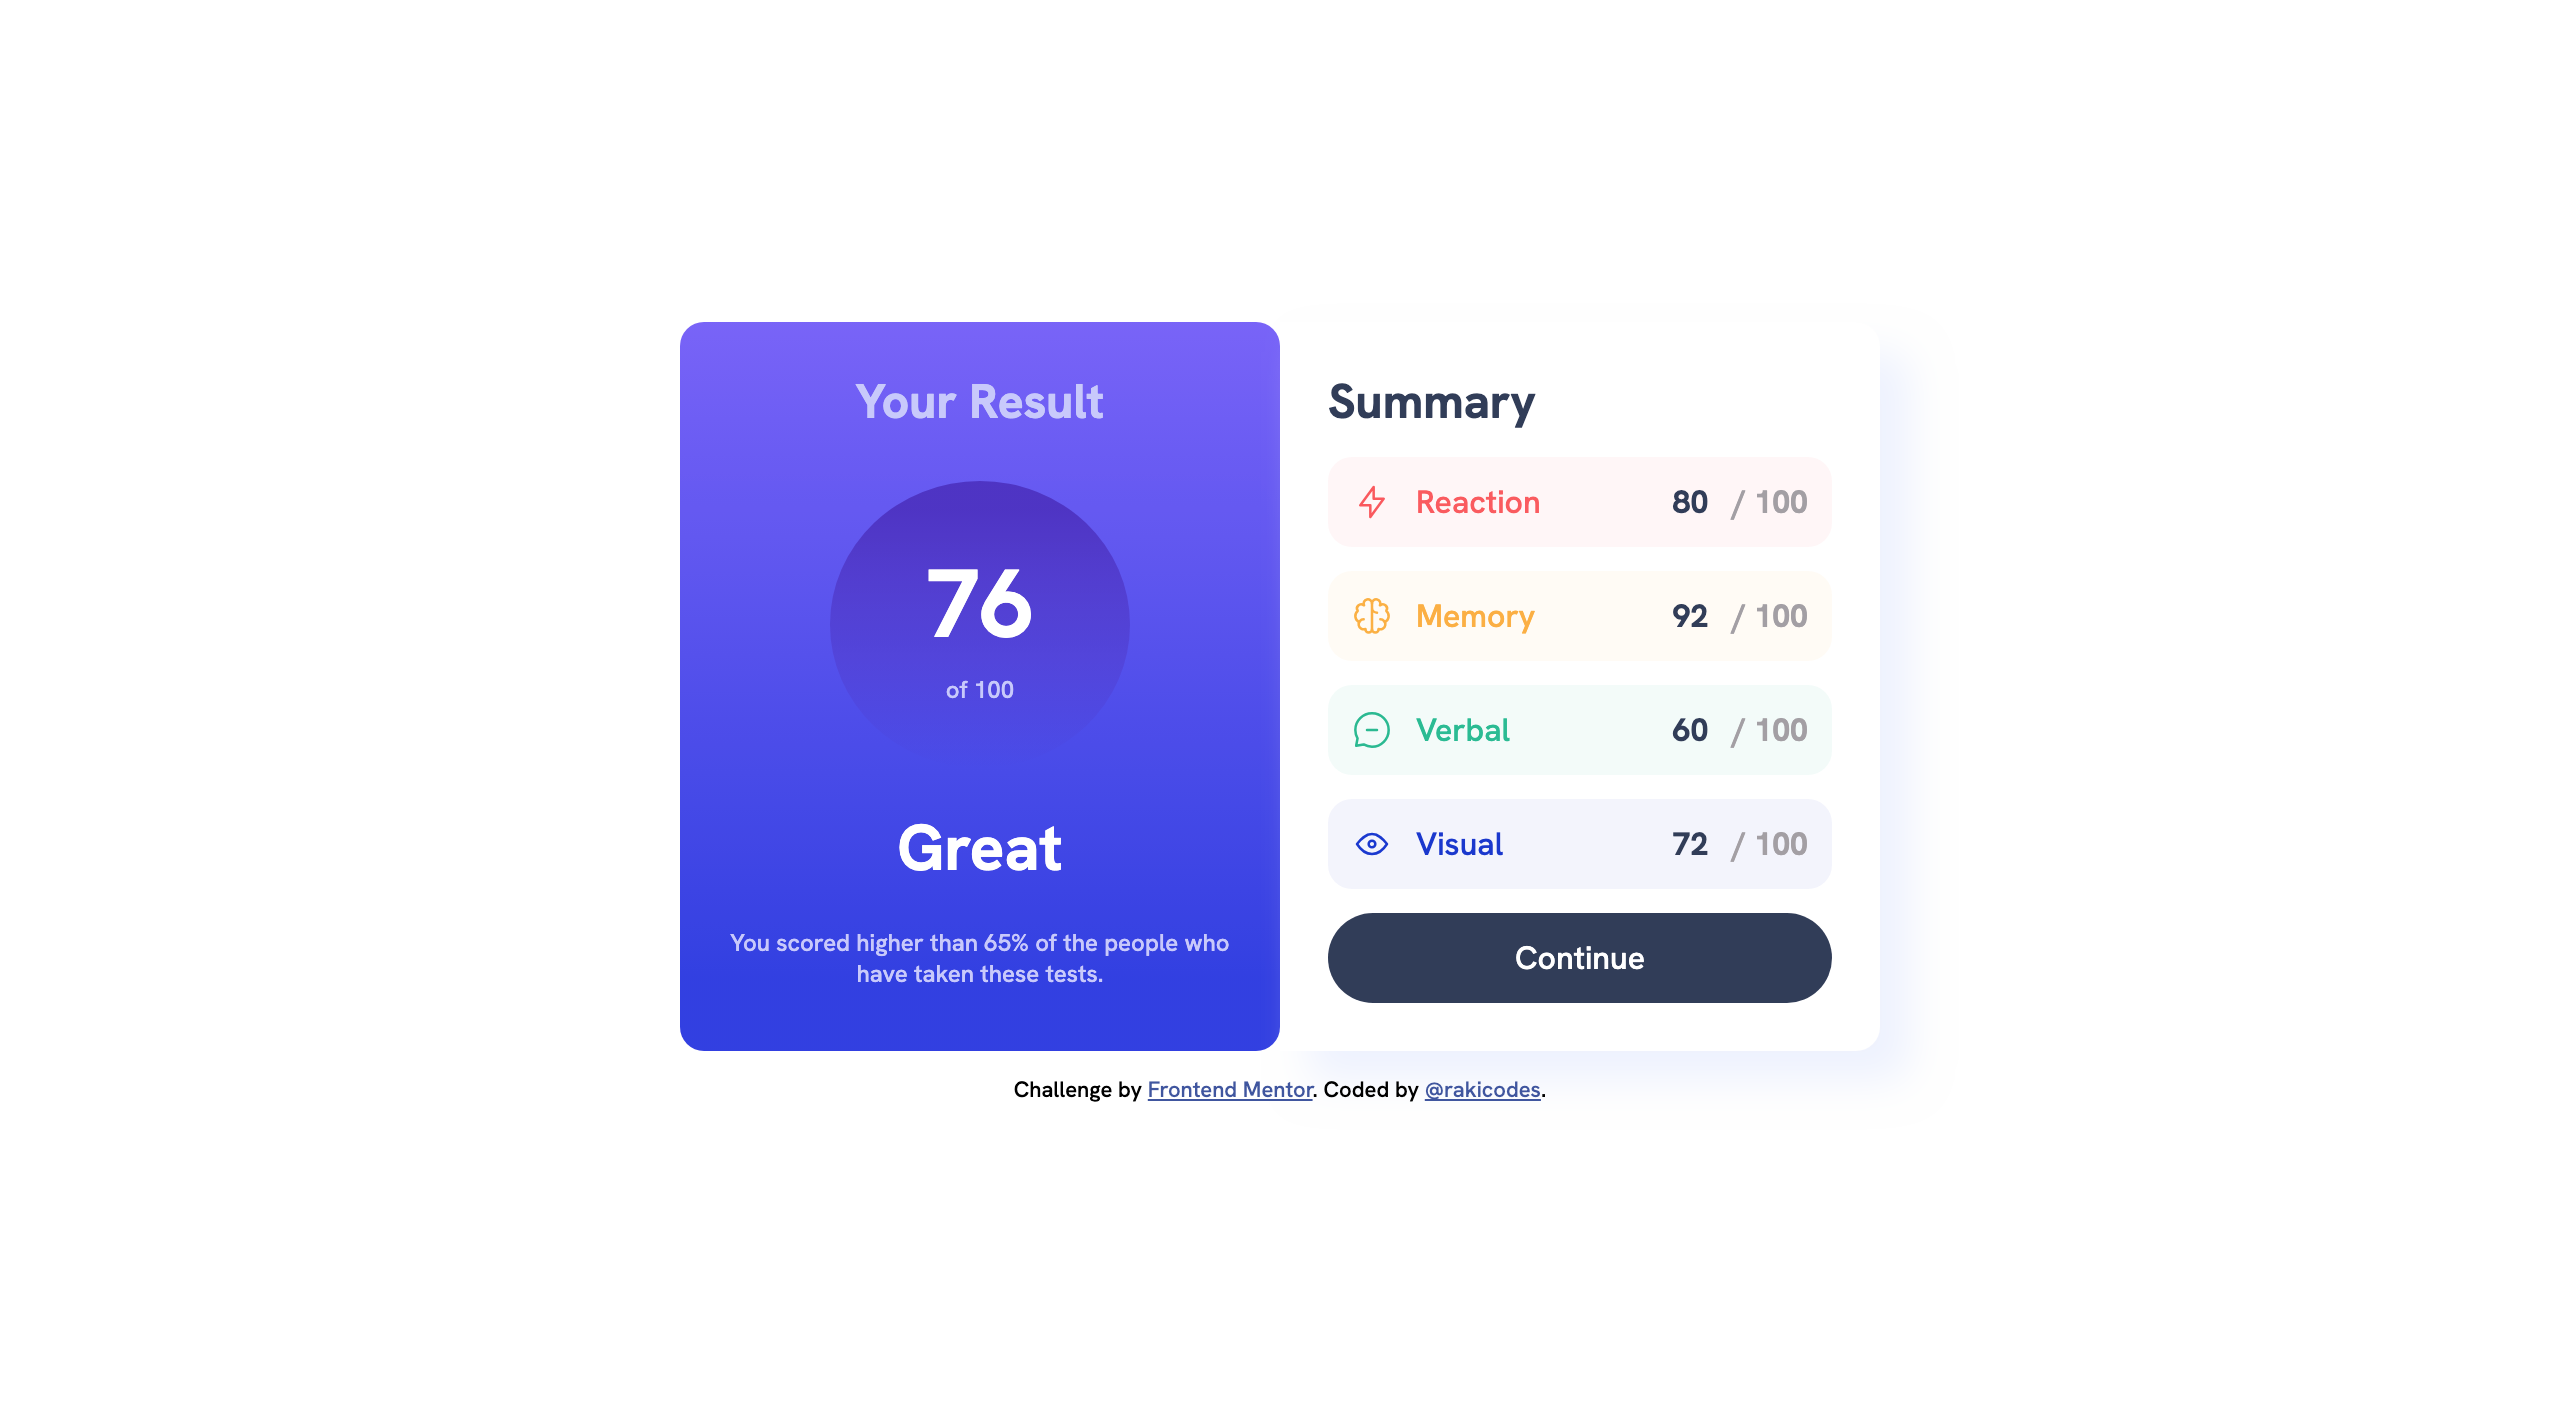 Your Result
76
of 100
Great
You scored higher than 65% of the people who
have taken these tests.
Summary
Reaction 80 / 100
Memory 92 / 100
Verbal 60 / 100
Visual 72 / 100
Continue
Challenge by Frontend Mentor. Coded by @rakicodes.